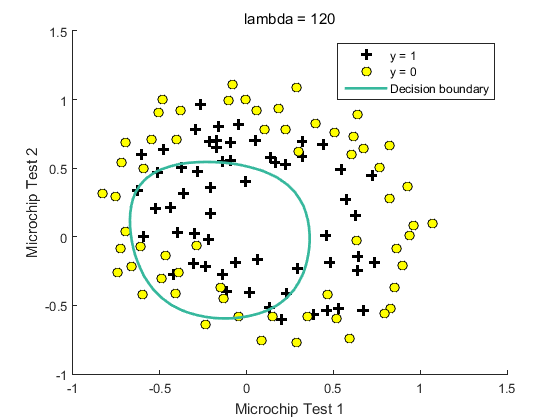 lambda = 120
y = 1
y = 0
Decision boundary
Microchip Test 2
1.5
1
0.5
0
-0.5
-1
-1 -0.5 0 0.5 1 1.5
Microchip Test 1